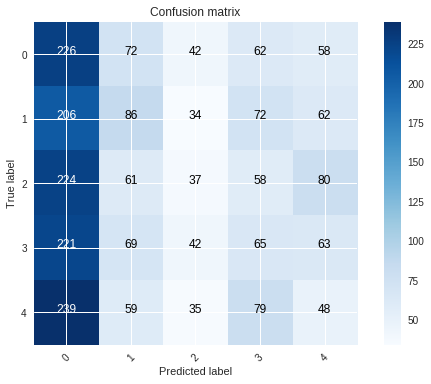 Confusion matrix
0 226 72 42 62 58
1 206 86 34 72 62
2 224 61 37 58 80
3 221 69 42 65 63
4 239 59 35 79 48
0 1 2 3 4
Predicted label
True label
225
200
175
150
125
100
75
50